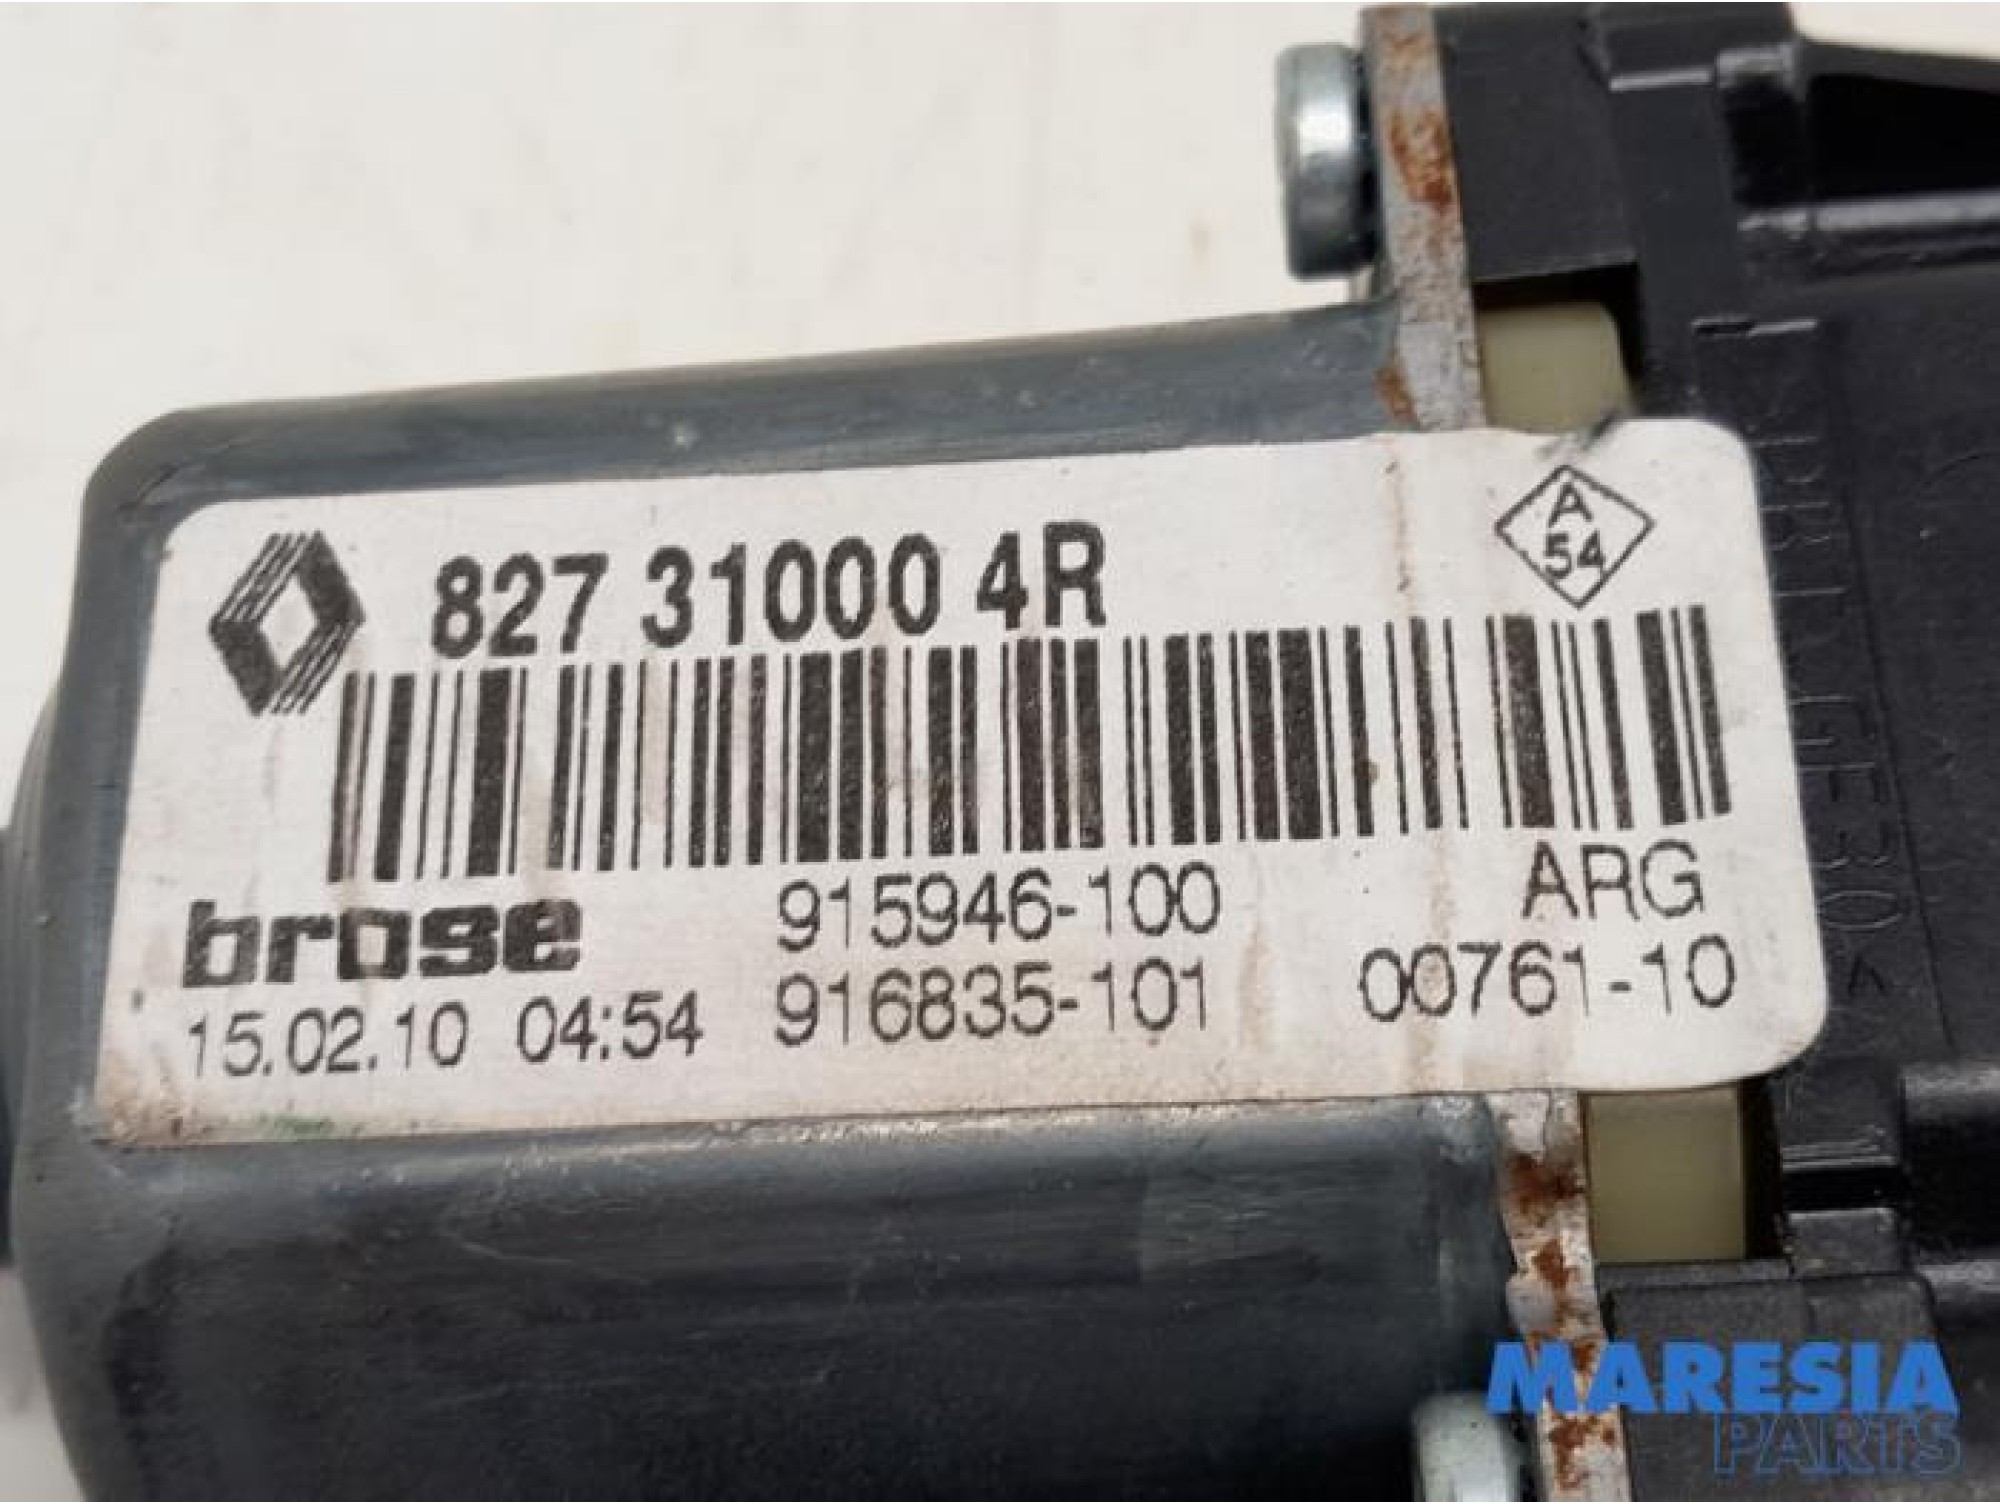 A
54
827 31000 4R
brose
915946-100
ARG
15.02.10 04:54
916835-101
00761-10
MARESIA
PARTS